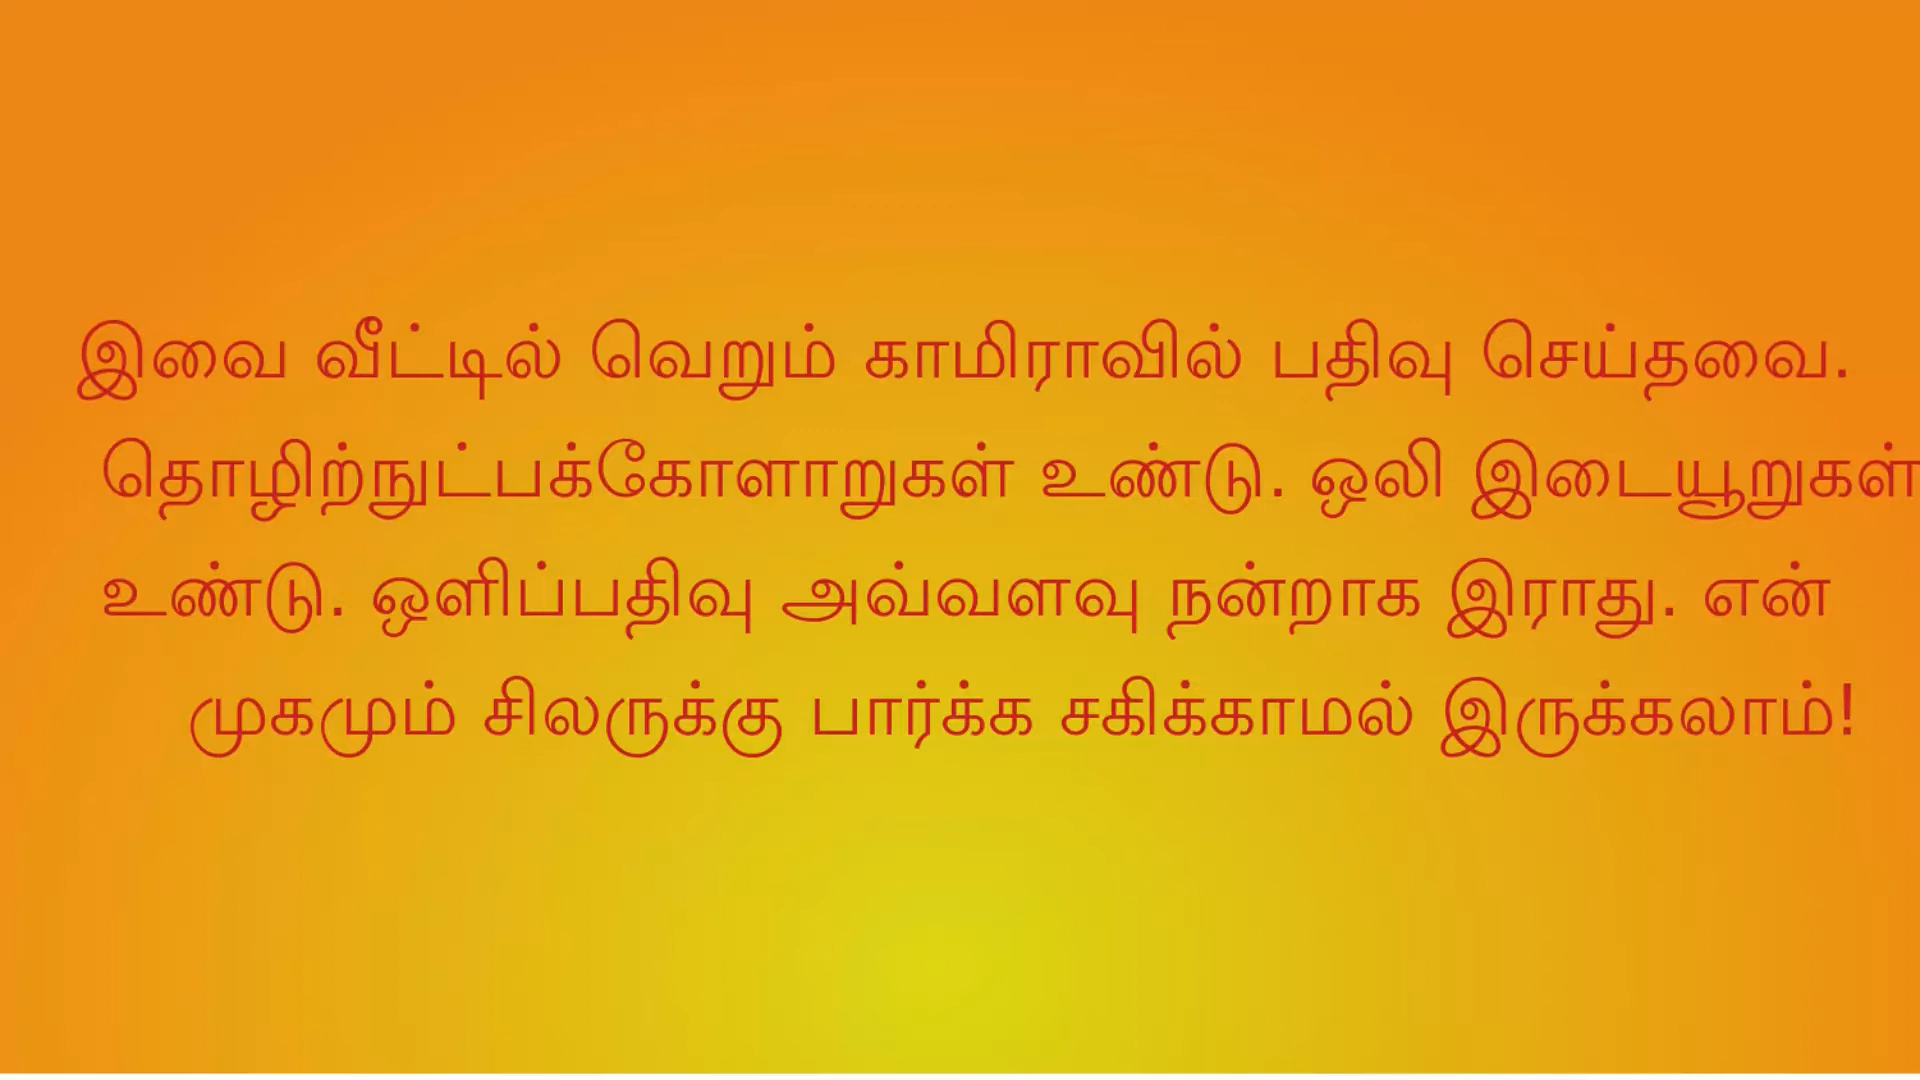 இவை வீட்டில் வெறும் காமிராவில் பதிவு செய்தவை.
தொழிற்நுட்பக்கோளாறுகள் உண்டு. ஒலி இடையூறுகள்
உண்டு. ஒளிப்பதிவு அவ்வளவு நன்றாக இராது. என்
முகமும் சிலருக்கு பார்க்க சகிக்காமல் இருக்கலாம்!